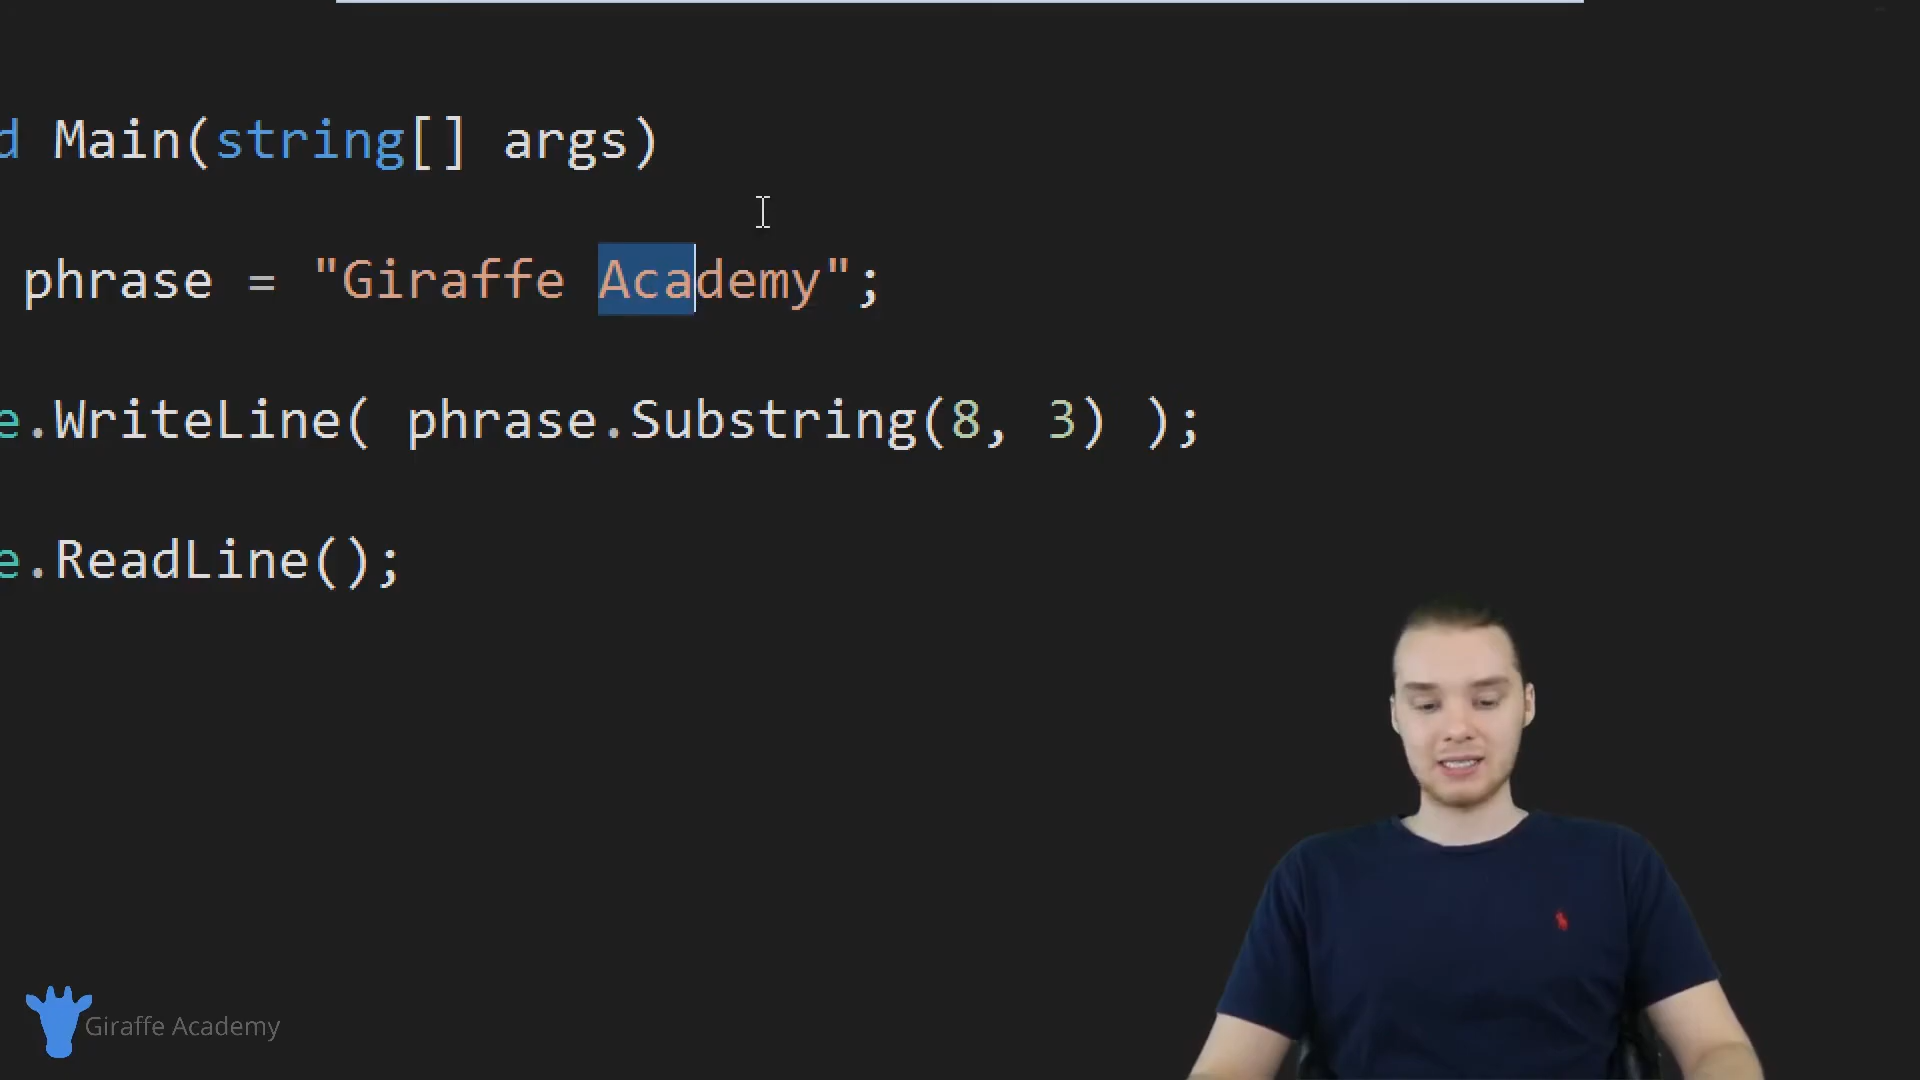 d Main(string[] args)
phrase = "Giraffe Academy";
e.WriteLine( phrase.Substring(8, 3) );
e.ReadLine();
Giraffe Academy